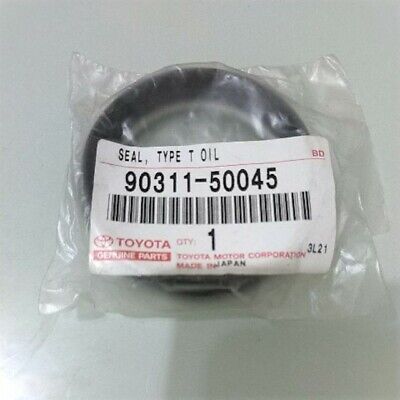 SEAL, TYPE T OIL BD
90311-50045
TOYOTA QTY: 1
GENUINE PARTS TOYOTA MOTOR CORPORATION 3L21
MADE IN JAPAN